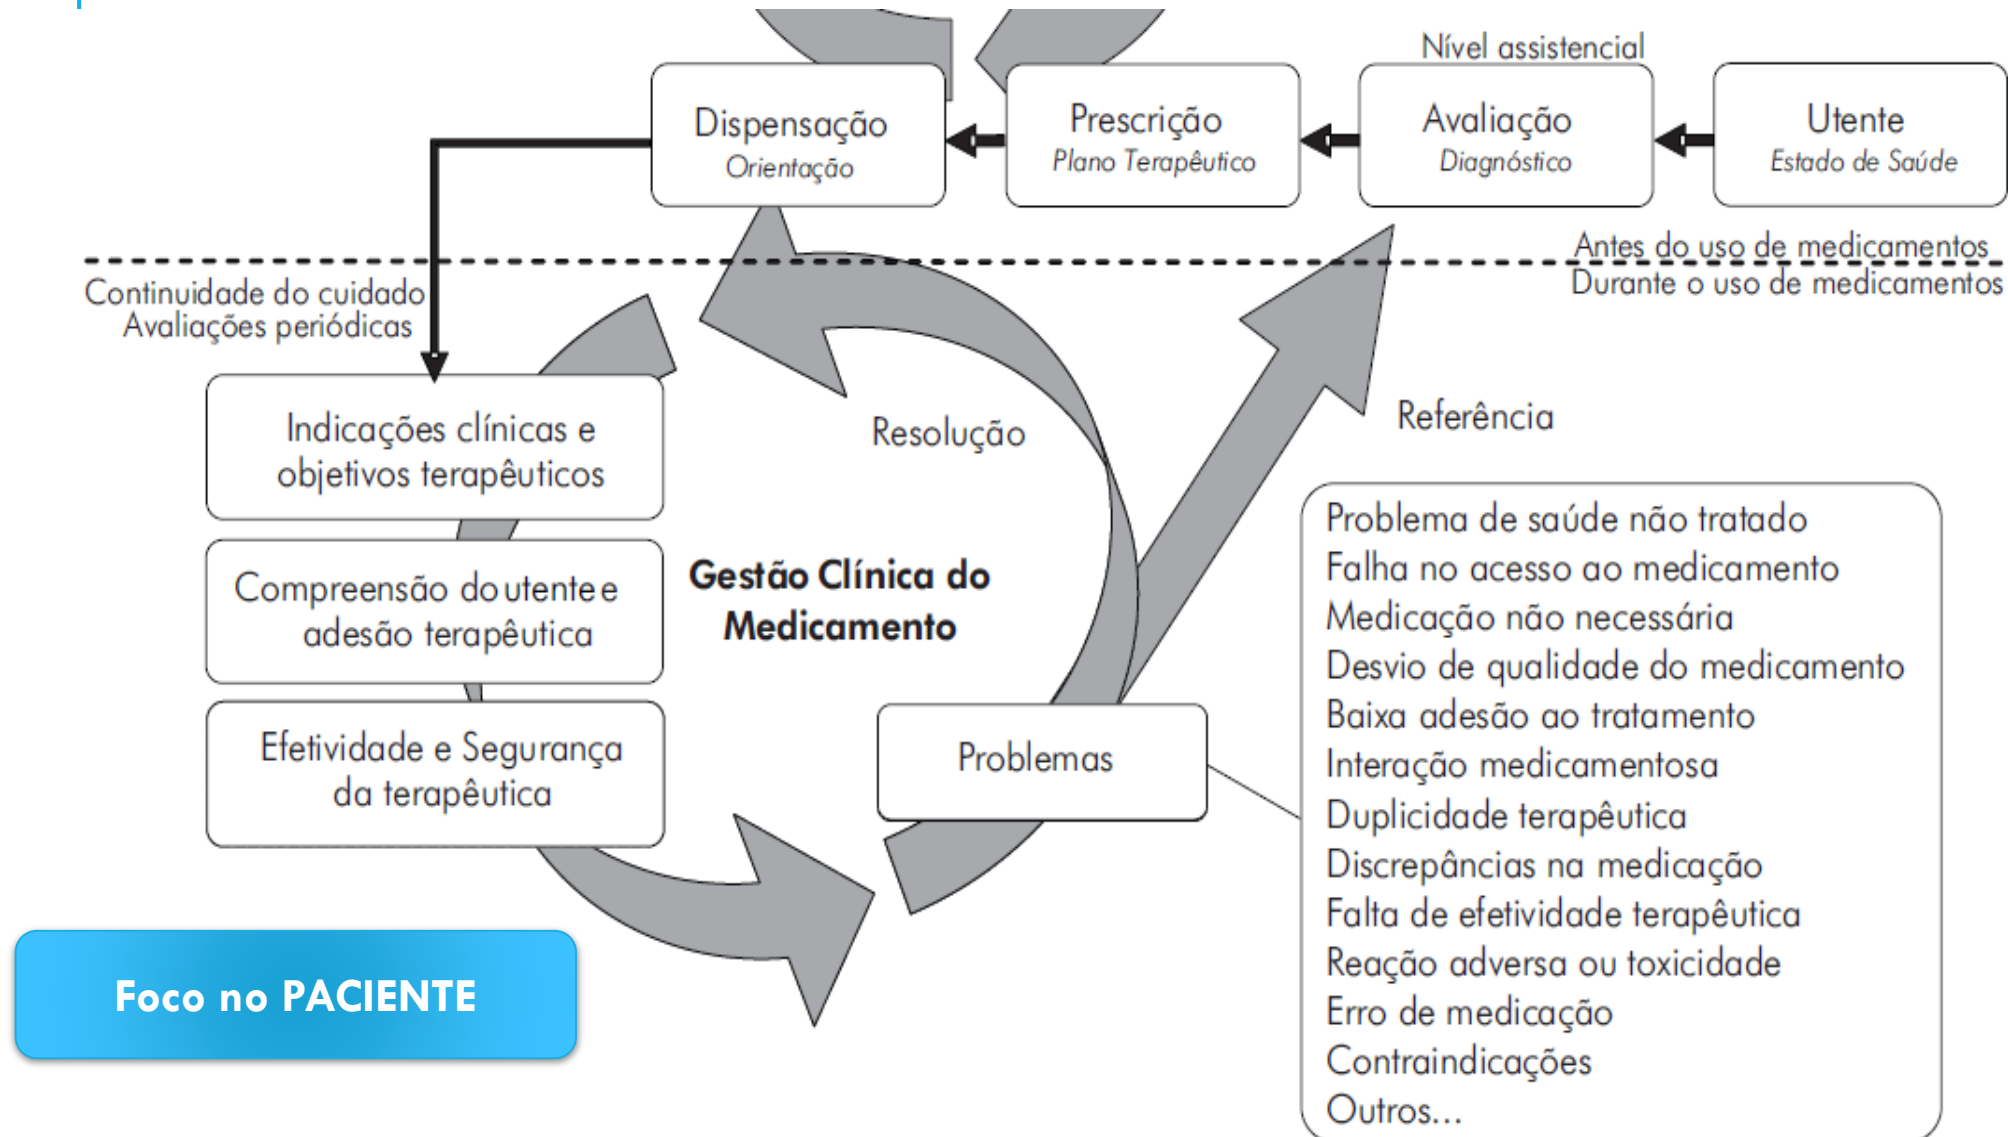 Nível assistencial
Dispensação
Orientação
Prescrição
Plano Terapêutico
Avaliação
Diagnóstico
Utente
Estado de Saúde
Antes do uso de medicamentos
Durante o uso de medicamentos
Continuidade do cuidado
Avaliações periódicas
Indicações clínicas e
objetivos terapêuticos
Compreensão do utente e
adesão terapêutica
Efetividade e Segurança
da terapêutica
Resolução
Referência
Gestão Clínica do
Medicamento
Problemas
Problema de saúde não tratado
Falha no acesso ao medicamento
Medicação não necessária
Desvio de qualidade do medicamento
Baixa adesão ao tratamento
Interação medicamentosa
Duplicidade terapêutica
Discrepâncias na medicação
Falta de efetividade terapêutica
Reação adversa ou toxicidade
Erro de medicação
Contraindicações
Outros...
Foco no PACIENTE